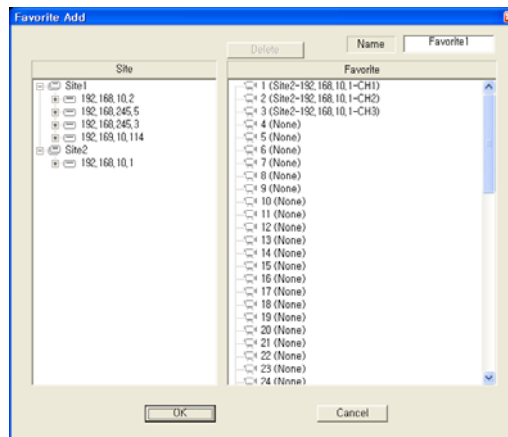 Favorite Add
Delete
Name
Favorite1
Site
Favorite
Site1
192,168,10,2
192,168,245,5
192,168,245,3
192,169,10,114
Site2
192,168,10,1
1 (Site2-192,168,10,1-CH1)
2 (Site2-192,168,10,1-CH2)
3 (Site2-192,168,10,1-CH3)
4 (None)
5 (None)
6 (None)
7 (None)
8 (None)
9 (None)
10 (None)
11 (None)
12 (None)
13 (None)
14 (None)
15 (None)
16 (None)
17 (None)
18 (None)
19 (None)
20 (None)
21 (None)
22 (None)
23 (None)
24 (None)
OK
Cancel